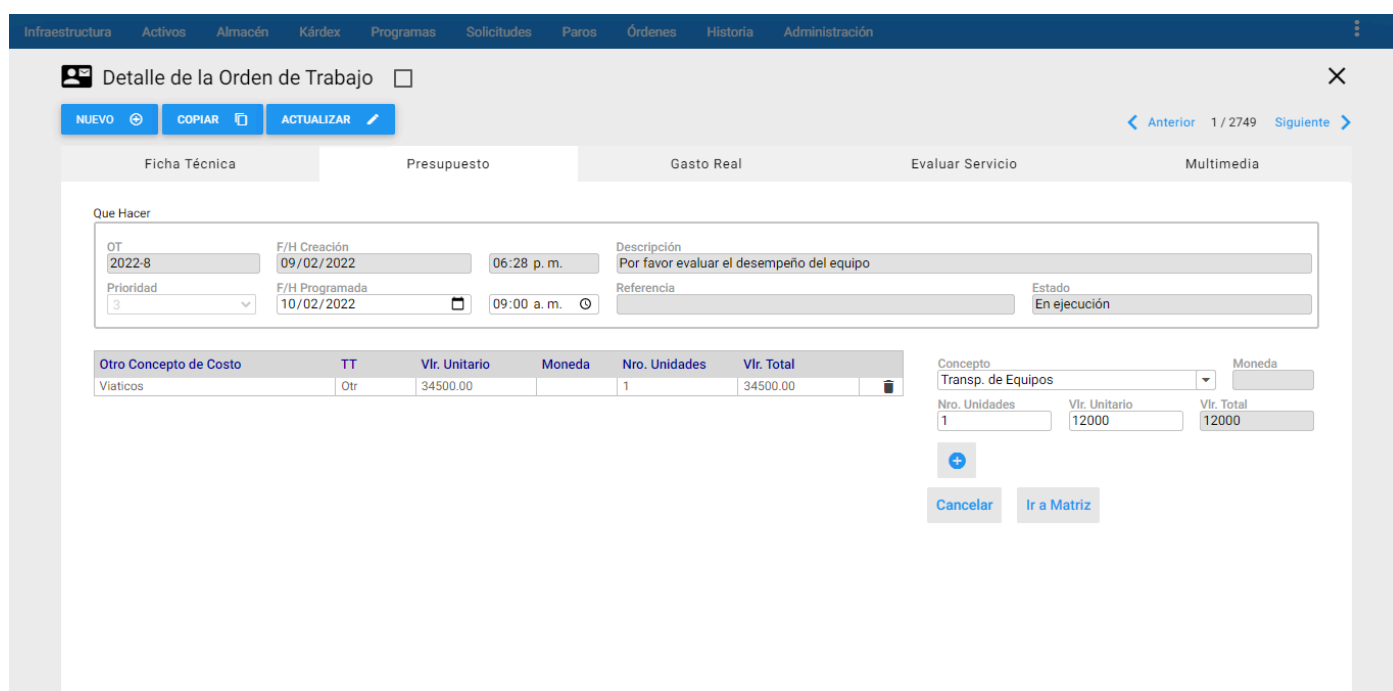 Infraestructura Activos Almacén Kárdex Programas Solicitudes Paros Órdenes Historia Administración
Detalle de la Orden de Trabajo
NUEVO COPIAR ACTUALIZAR
Anterior 1 / 2749 Siguiente
Ficha Técnica Presupuesto Gasto Real Evaluar Servicio Multimedia
Que Hacer
OT F/H Creación Descripción
2022-8 09/02/2022 06:28 p. m. Por favor evaluar el desempeño del equipo
Prioridad F/H Programada Referencia Estado
3 10/02/2022 09:00 a. m. En ejecución
Otro Concepto de Costo TT Vlr. Unitario Moneda Nro. Unidades Vlr. Total
Viaticos Otr 34500.00 1 34500.00
Concepto Moneda
Transp. de Equipos
Nro. Unidades Vlr. Unitario Vlr. Total
1 12000 12000
Cancelar Ir a Matriz